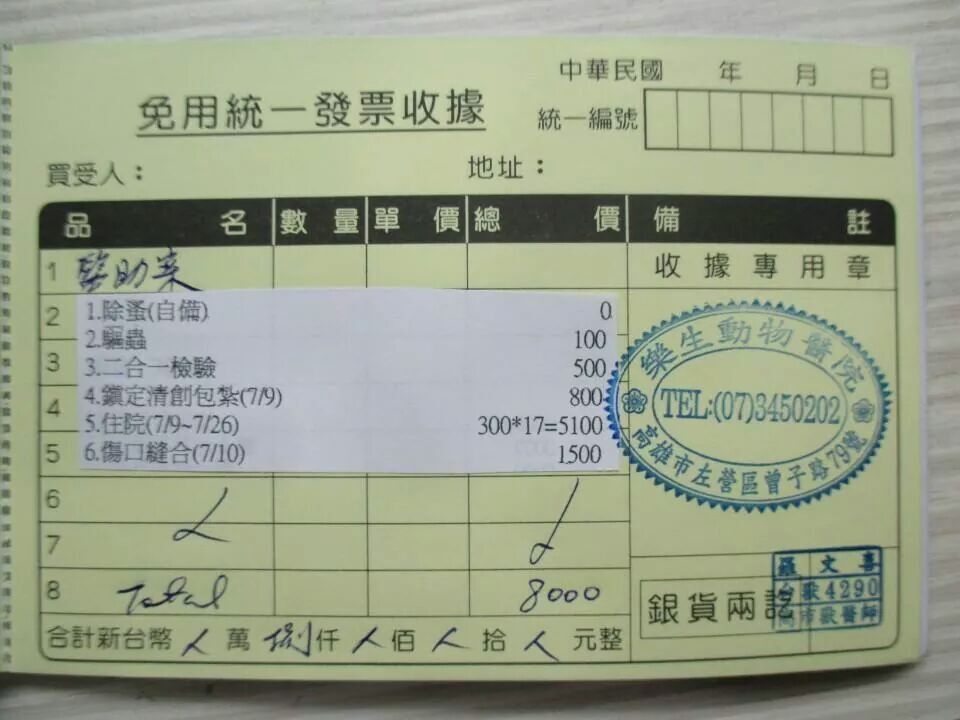 中華民國 年 月 日
免用統一發票收據
統一編號
買受人：
地址：
品 名 數 量 單 價 總 價 備 註
1
收據專用章
2
3
4
5
1.除蚤(自備) 0
2.驅蟲 100
3.二合一檢驗 500
4.鎮定清創包紮(7/9) 800
5.住院(7/9~7/26) 300*17=5100
6.傷口縫合(7/10) 1500
樂生動物醫院
TEL:(07)3450202
高雄市左營區曾子路79號
6
7
8 Total 8000
銀貨兩訖
羅文喜
4290
合計新台幣 萬 捌仟 佰 拾 元整